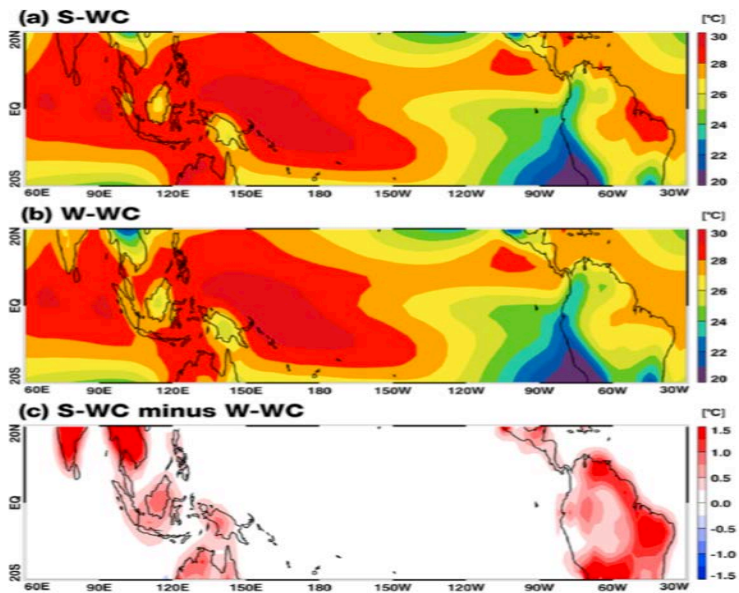 (a) S-WC [°C]
20N
EQ
20S
30
28
26
24
22
20
60E 90E 120E 150E 180 150W 120W 90W 60W 30W
(b) W-WC [°C]
20N
EQ
20S
30
28
26
24
22
20
60E 90E 120E 150E 180 150W 120W 90W 60W 30W
(c) S-WC minus W-WC [°C]
20N
EQ
20S
1.5
1.0
0.5
0.0
-0.5
-1.0
-1.5
60E 90E 120E 150E 180 150W 120W 90W 60W 30W